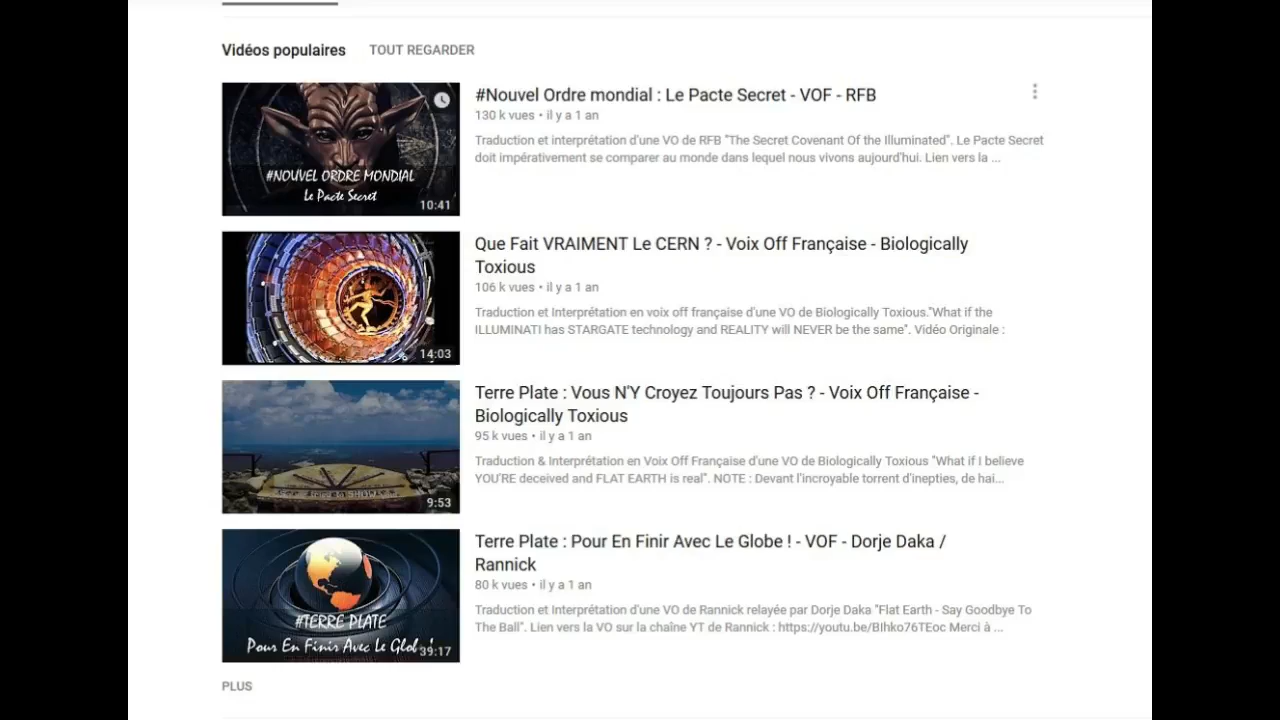 Vidéos populaires TOUT REGARDER
#NOUVEL ORDRE MONDIAL
Le Pacte Secret
10:41
#Nouvel Ordre mondial : Le Pacte Secret - VOF - RFB
130 k vues • il y a 1 an
Traduction et interprétation d'une VO de RFB "The Secret Covenant Of the Illuminated". Le Pacte Secret
doit impérativement se comparer au monde dans lequel nous vivons aujourd'hui. Lien vers la ...
14:03
Que Fait VRAIMENT Le CERN ? - Voix Off Française - Biologically
Toxious
106 k vues • il y a 1 an
Traduction et Interprétation en voix off française d'une VO de Biologically Toxious."What if the
ILLUMINATI has STARGATE technology and REALITY will NEVER be the same". Vidéo Originale :
9:53
Terre Plate : Vous N'Y Croyez Toujours Pas ? - Voix Off Française -
Biologically Toxious
95 k vues • il y a 1 an
Traduction & Interprétation en Voix Off Française d'une VO de Biologically Toxious "What if I believe
YOU'RE deceived and FLAT EARTH is real". NOTE : Devant l'incroyable torrent d'inepties, de hai...
#TERRE PLATE
Pour En Finir Avec Le Glob !
39:17
Terre Plate : Pour En Finir Avec Le Globe ! - VOF - Dorje Daka /
Rannick
80 k vues • il y a 1 an
Traduction et Interprétation d'une VO de Rannick relayée par Dorje Daka "Flat Earth - Say Goodbye To
The Ball". Lien vers la VO sur la chaîne YT de Rannick : https://youtu.be/BIhko76TEoc Merci à ...
PLUS